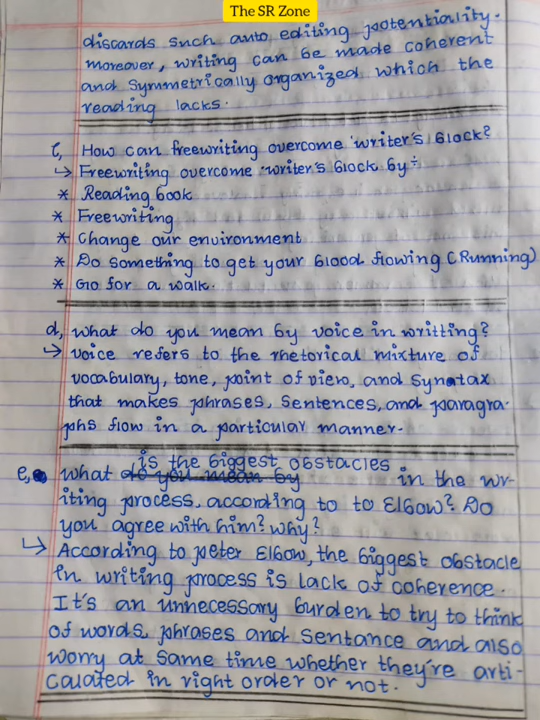 The SR Zone
discards such auto editing potentiality.
moreover, writing can be made coherent
and symmetrically organized which the
reading lacks.
c, How can freewriting overcome writer's block?
↳ Freewriting overcome writer's block by ÷
* Reading book
* Freewriting
* Change our environment
* Do something to get your blood flowing (Running)
* Go for a walk.
d, what do you mean by voice in writting?
↳ voice refers to the rhetorical mixture of
vocabulary, tone, point of view, and synatax
that makes phrases, sentences, and paragra-
phs flow in a particular manner.
is the biggest obstacles
e, what do you mean by in the wr-
iting process, according to to Elbow? Do
you agree with him? why?
↳ According to peter Elbow, the biggest obstacle
in writing process is lack of coherence.
It's an unnecessary burden to try to think
of words, phrases and sentence and also
worry at same time whether they're arti-
calated in right order or not.